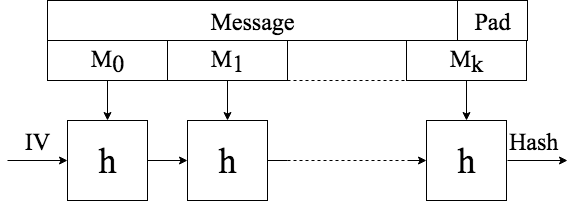 Message Pad
M0 M1 Mk
IV h h h Hash